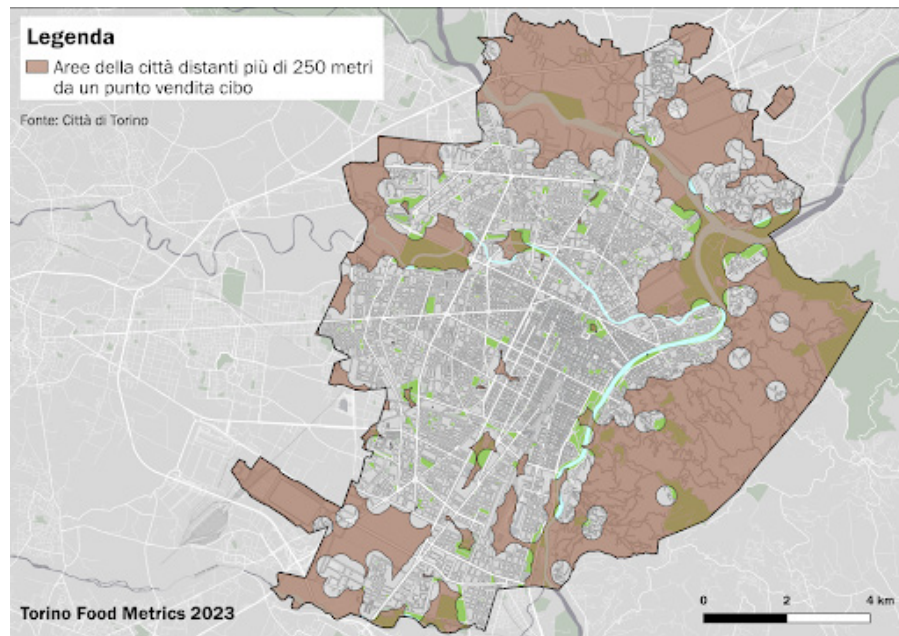 Legenda
Aree della città distanti più di 250 metri
da un punto vendita cibo
Fonte: Città di Torino
Torino Food Metrics 2023
0 2 4 km